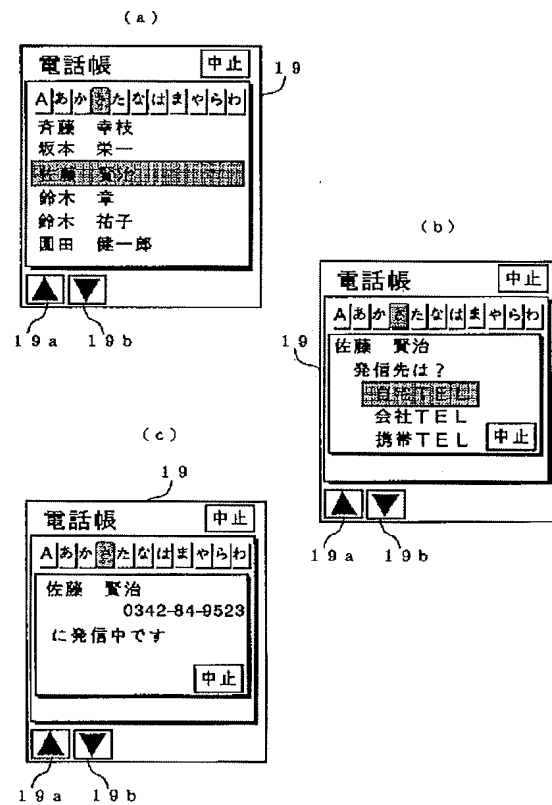 (a)
電話帳 中止
19
A あ か さ た な は ま や ら わ
斉藤 幸枝
坂本 栄一
佐藤 賢治
鈴木 章
鈴木 祐子
園田 健一郎
▲ ▼
19a 19b
(b)
電話帳 中止
A あ か さ た な は ま や ら わ
19
佐藤 賢治
発信先は?
自宅TEL
会社TEL
携帯TEL 中止
▲ ▼
19a 19b
(c)
19
電話帳 中止
A あ か さ た な は ま や ら わ
佐藤 賢治
0342-84-9523
に発信中です
中止
▲ ▼
19a 19b